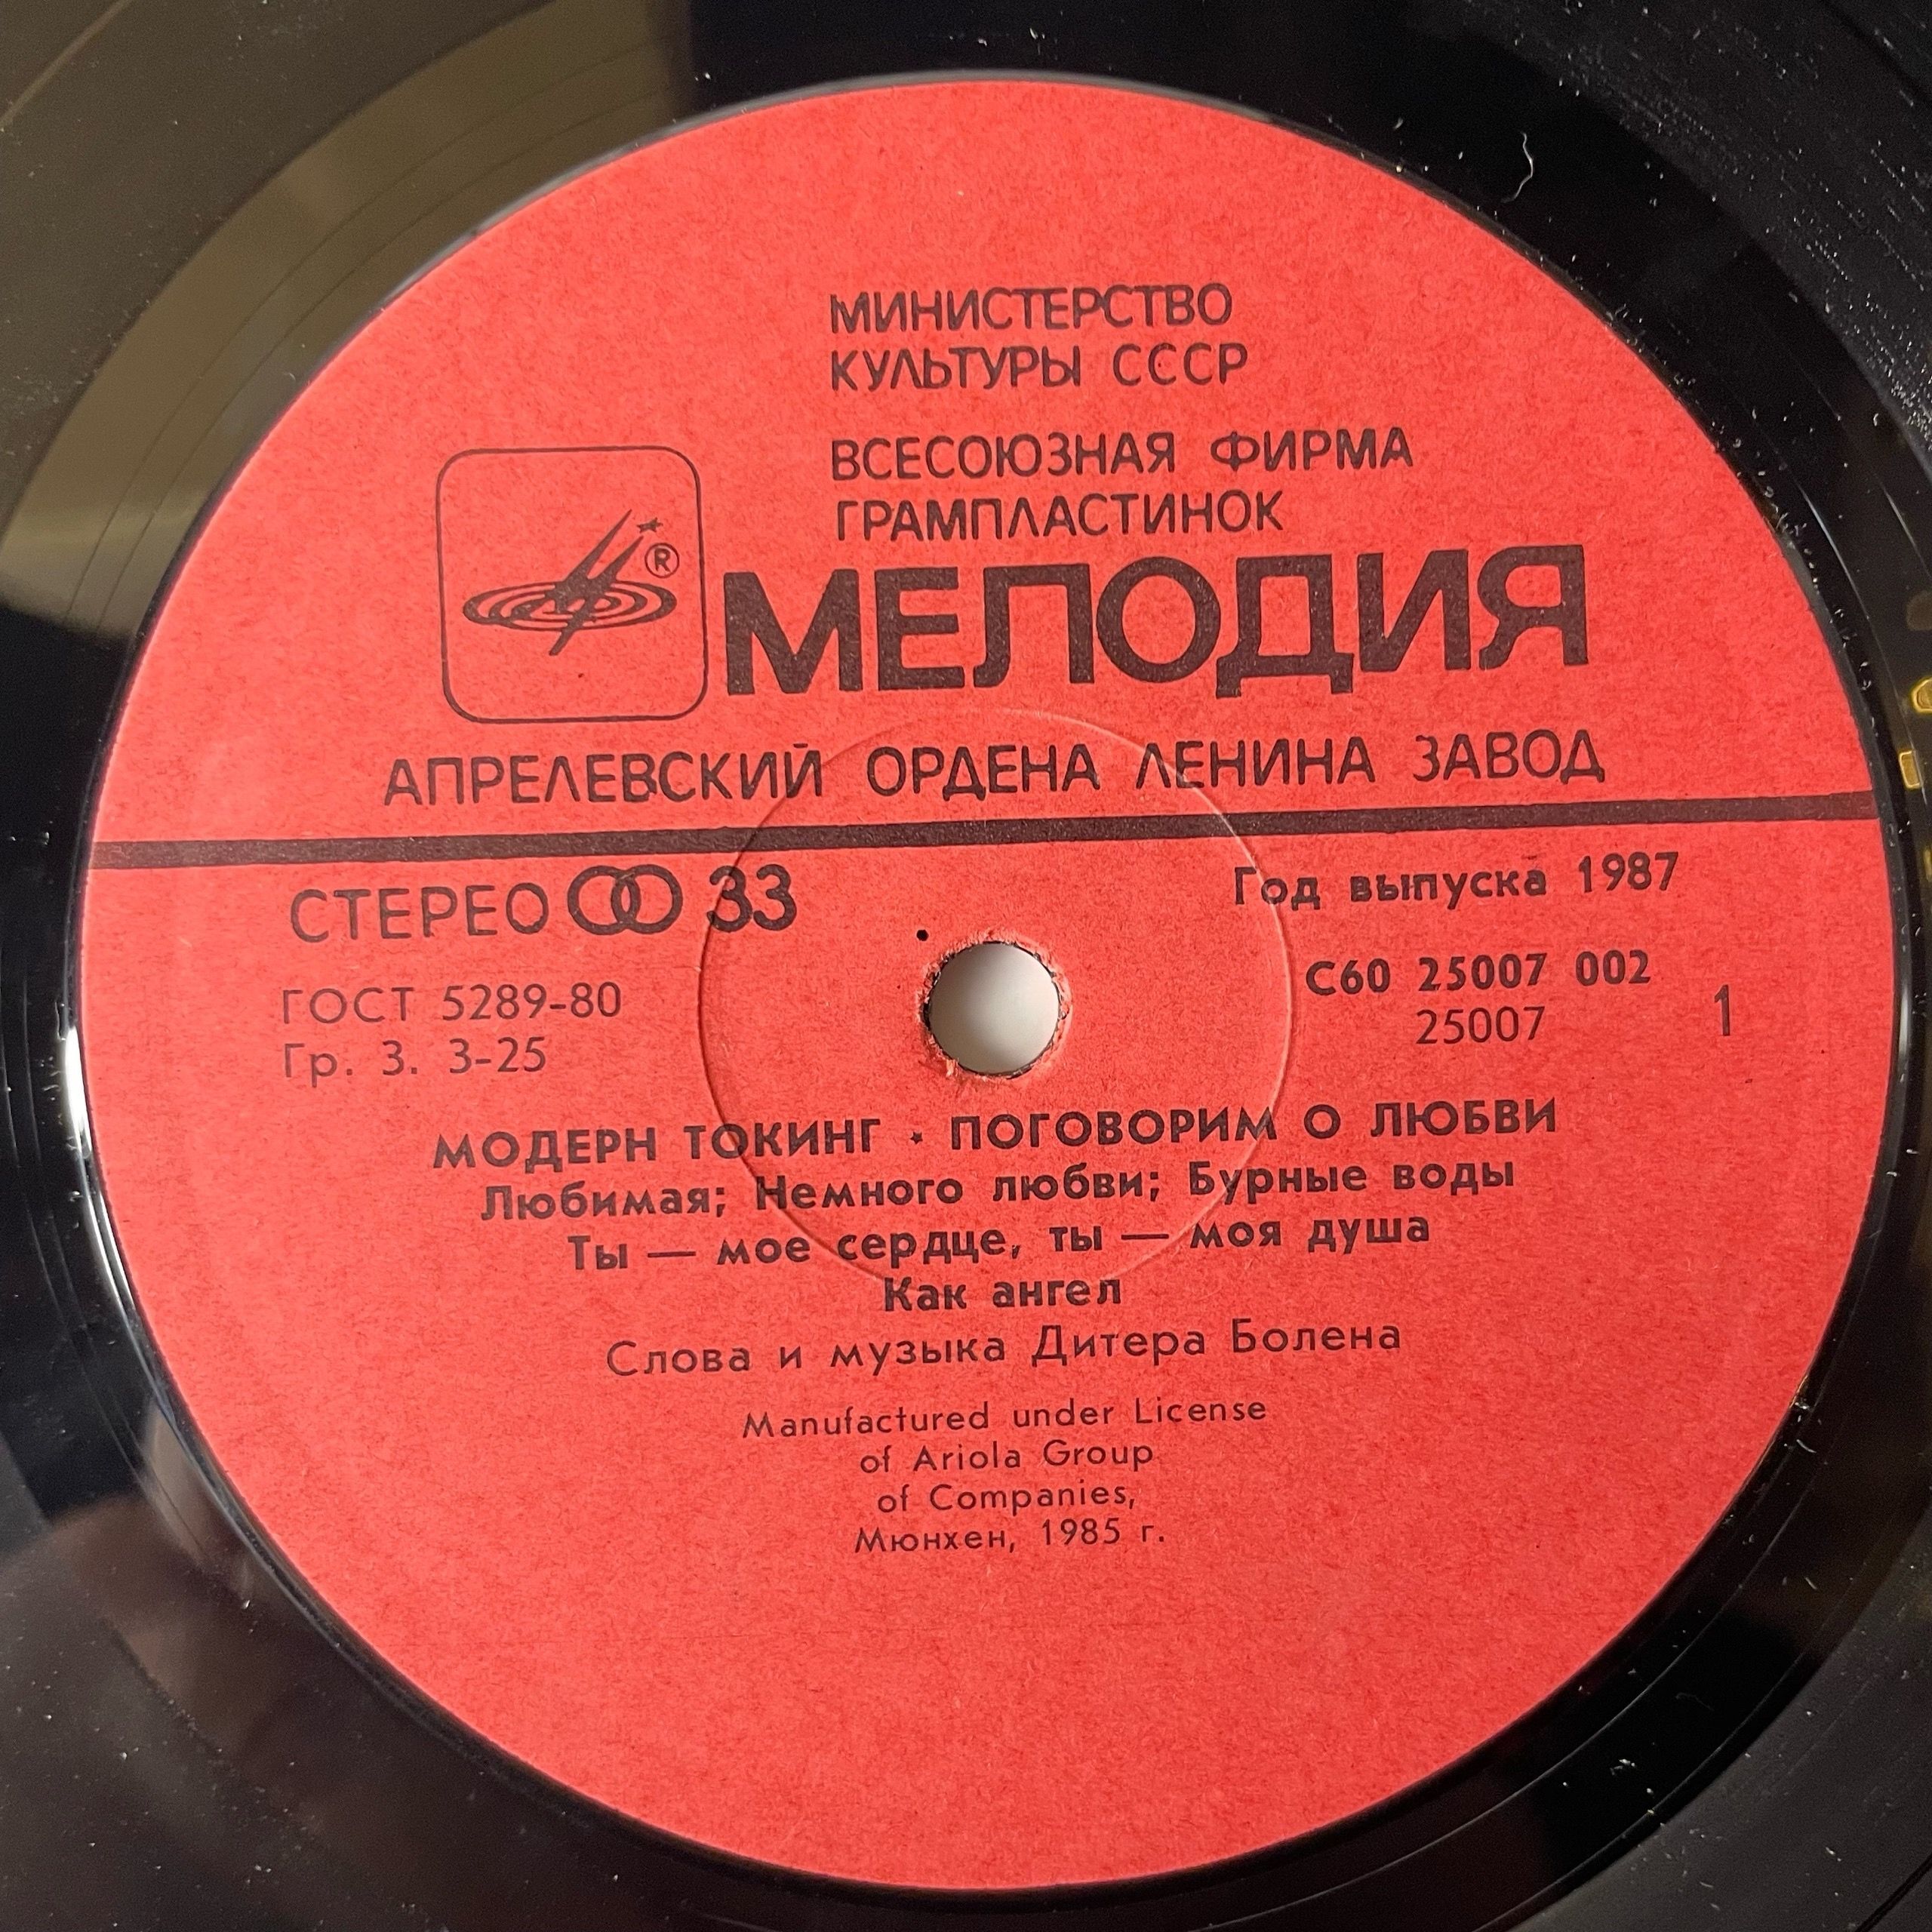 МИНИСТЕРСТВО
КУЛЬТУРЫ СССР
ВСЕСОЮЗНАЯ ФИРМА
ГРАМПЛАСТИНОК
®
МЕЛОДИЯ
АПРЕЛЕВСКИЙ ОРДЕНА ЛЕНИНА ЗАВОД
СТЕРЕО 33
Год выпуска 1987
ГОСТ 5289-80
Гр. 3. 3-25
С60 25007 002
25007
1
МОДЕРН ТОКИНГ · ПОГОВОРИМ О ЛЮБВИ
Любимая; Немного любви; Бурные воды
Ты — мое сердце, ты — моя душа
Как ангел
Слова и музыка Дитера Болена
Manufactured under License
of Ariola Group
of Companies,
Мюнхен, 1985 г.